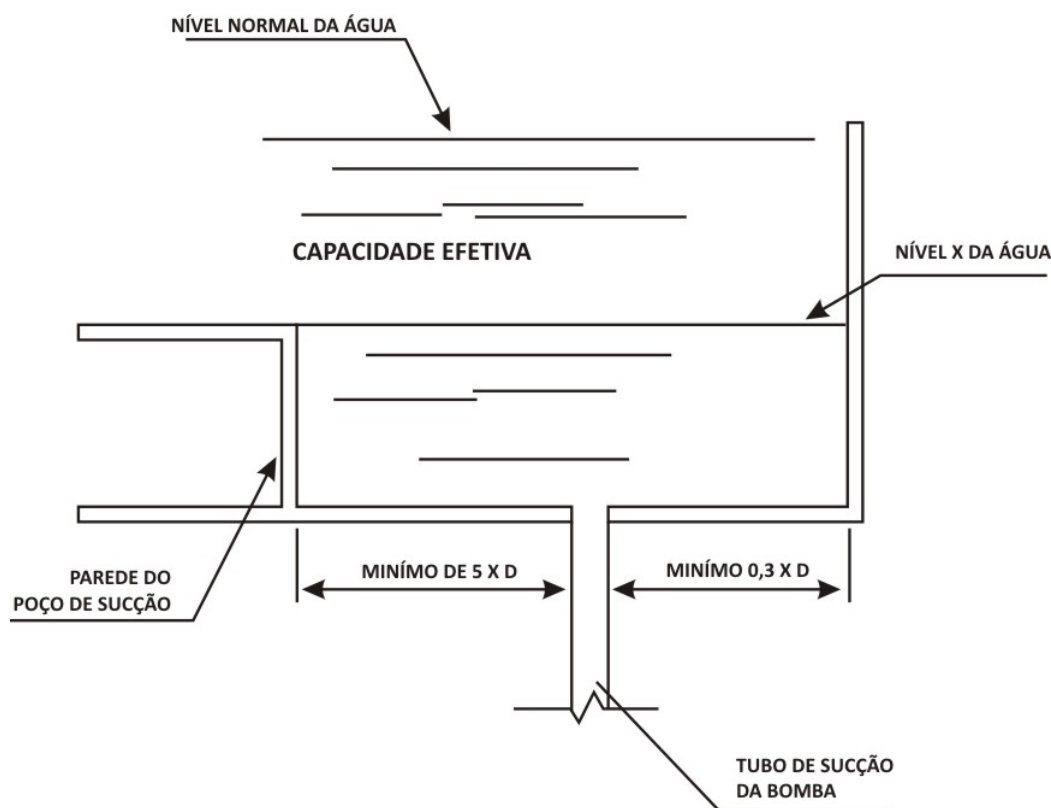 NÍVEL NORMAL DA ÁGUA
CAPACIDADE EFETIVA
NÍVEL X DA ÁGUA
PAREDE DO
POÇO DE SUCÇÃO
MINÍMO DE 5 X D
MINÍMO 0,3 X D
TUBO DE SUCÇÃO
DA BOMBA